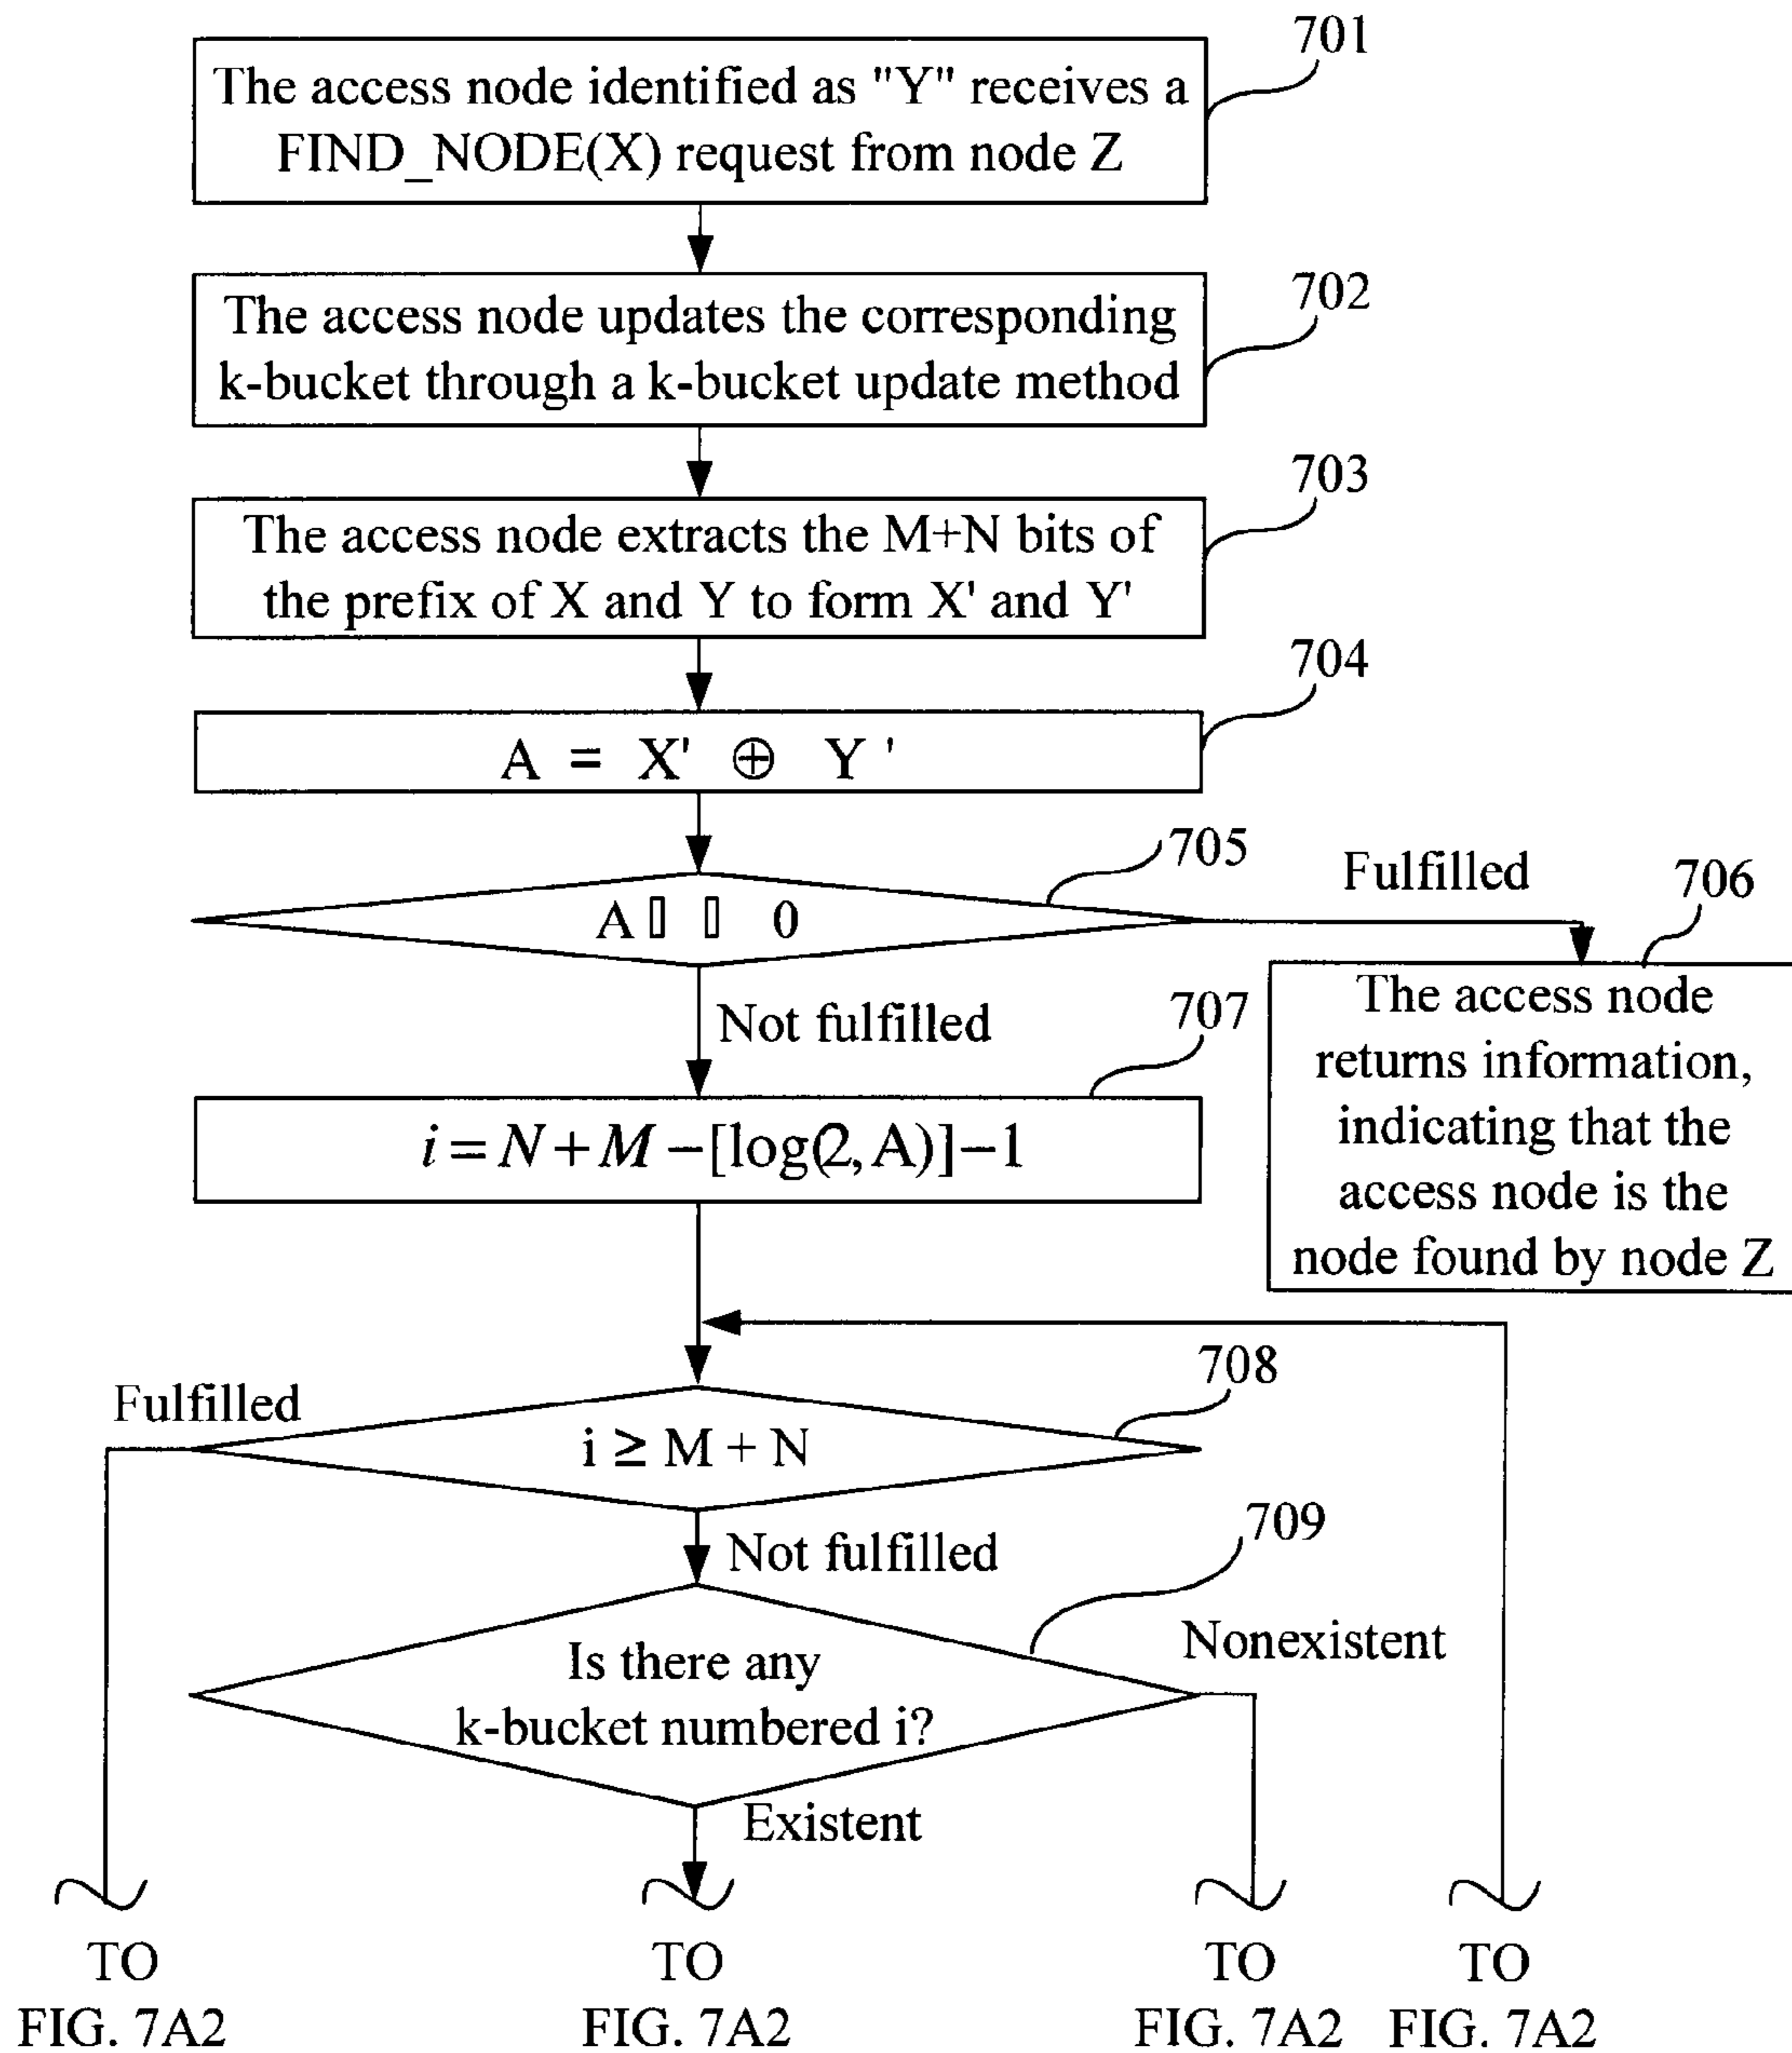 701
The access node identified as "Y" receives a
FIND_NODE(X) request from node Z
702
The access node updates the corresponding
k-bucket through a k-bucket update method
703
The access node extracts the M+N bits of
the prefix of X and Y to form X' and Y'
704
A = X' ⊕ Y '
705
A▯ ▯ 0
Fulfilled
706
The access node
returns information,
indicating that the
access node is the
node found by node Z
Not fulfilled
707
i=N+M-[log(2,A)]-1
708
Fulfilled
i ≥ M + N
Not fulfilled
709
Is there any
k-bucket numbered i?
Nonexistent
Existent
TO
FIG. 7A2
TO
FIG. 7A2
TO
FIG. 7A2
TO
FIG. 7A2